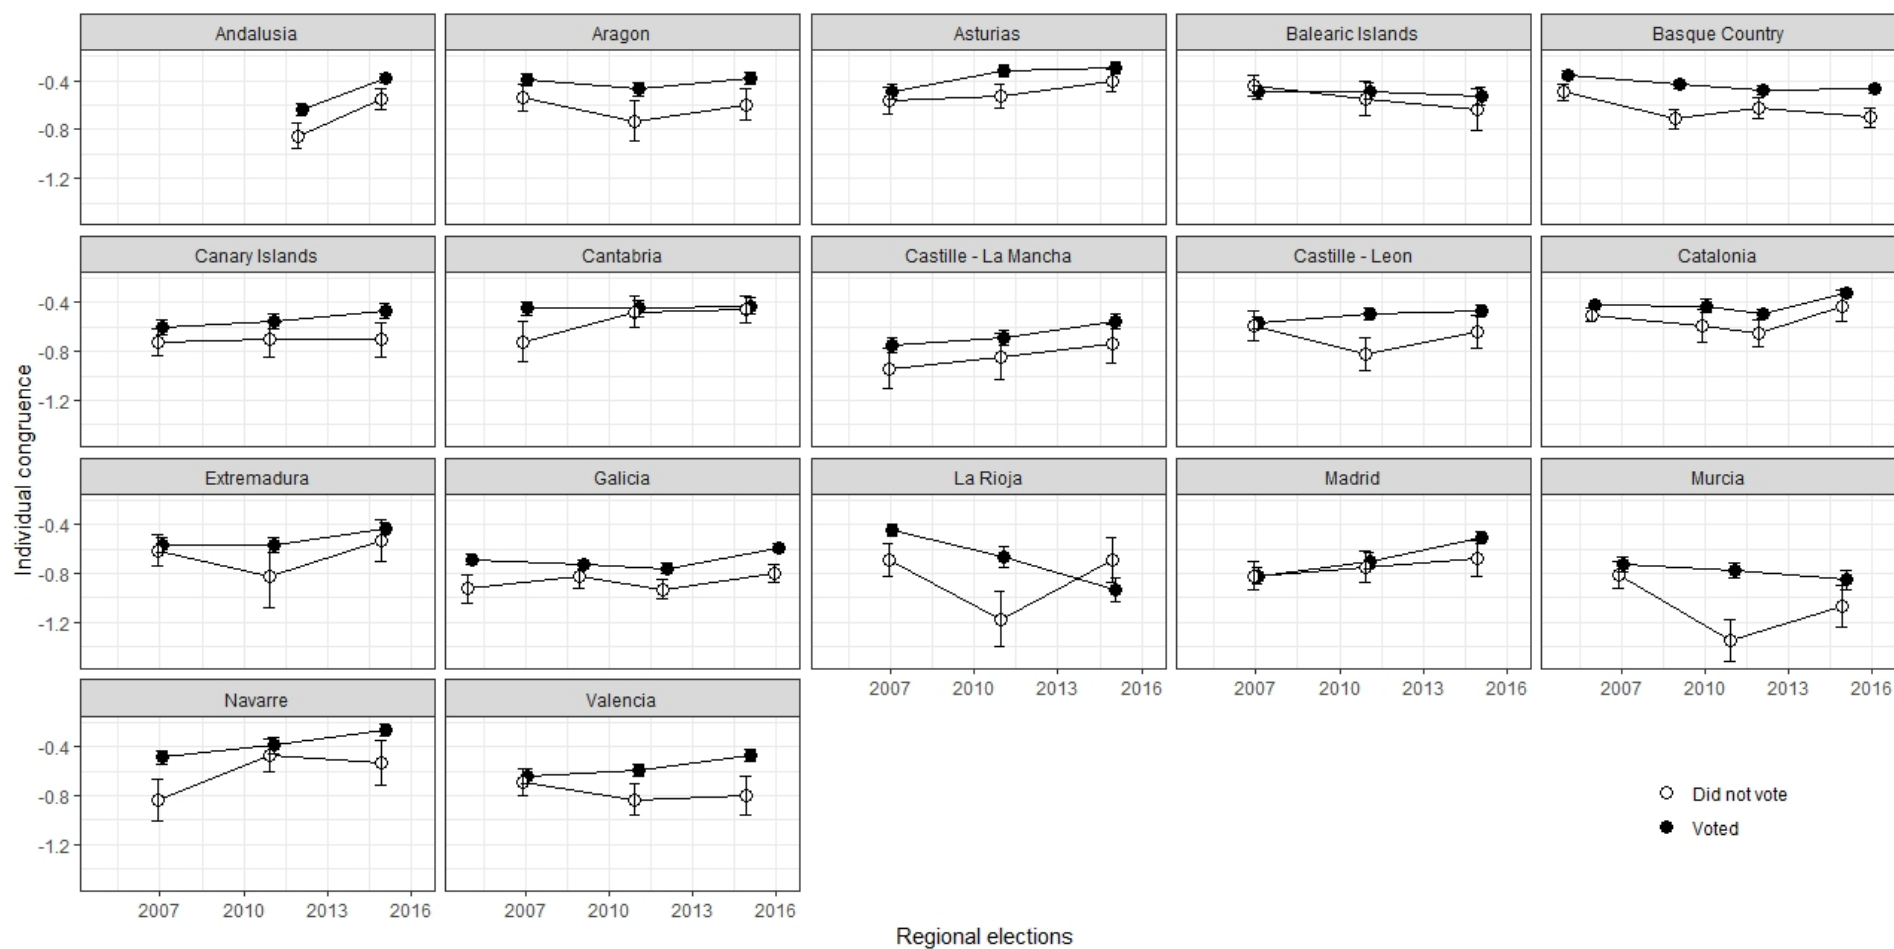 Andalusia Aragon Asturias Balearic Islands Basque Country
-0.4
-0.8
-1.2
Canary Islands Cantabria Castille - La Mancha Castille - Leon Catalonia
-0.4
-0.8
-1.2
Individual congruence
Extremadura Galicia La Rioja Madrid Murcia
-0.4
-0.8
-1.2
2007 2010 2013 2016 2007 2010 2013 2016 2007 2010 2013 2016
Navarre Valencia
-0.4
-0.8
-1.2
Did not vote
Voted
2007 2010 2013 2016 2007 2010 2013 2016
Regional elections